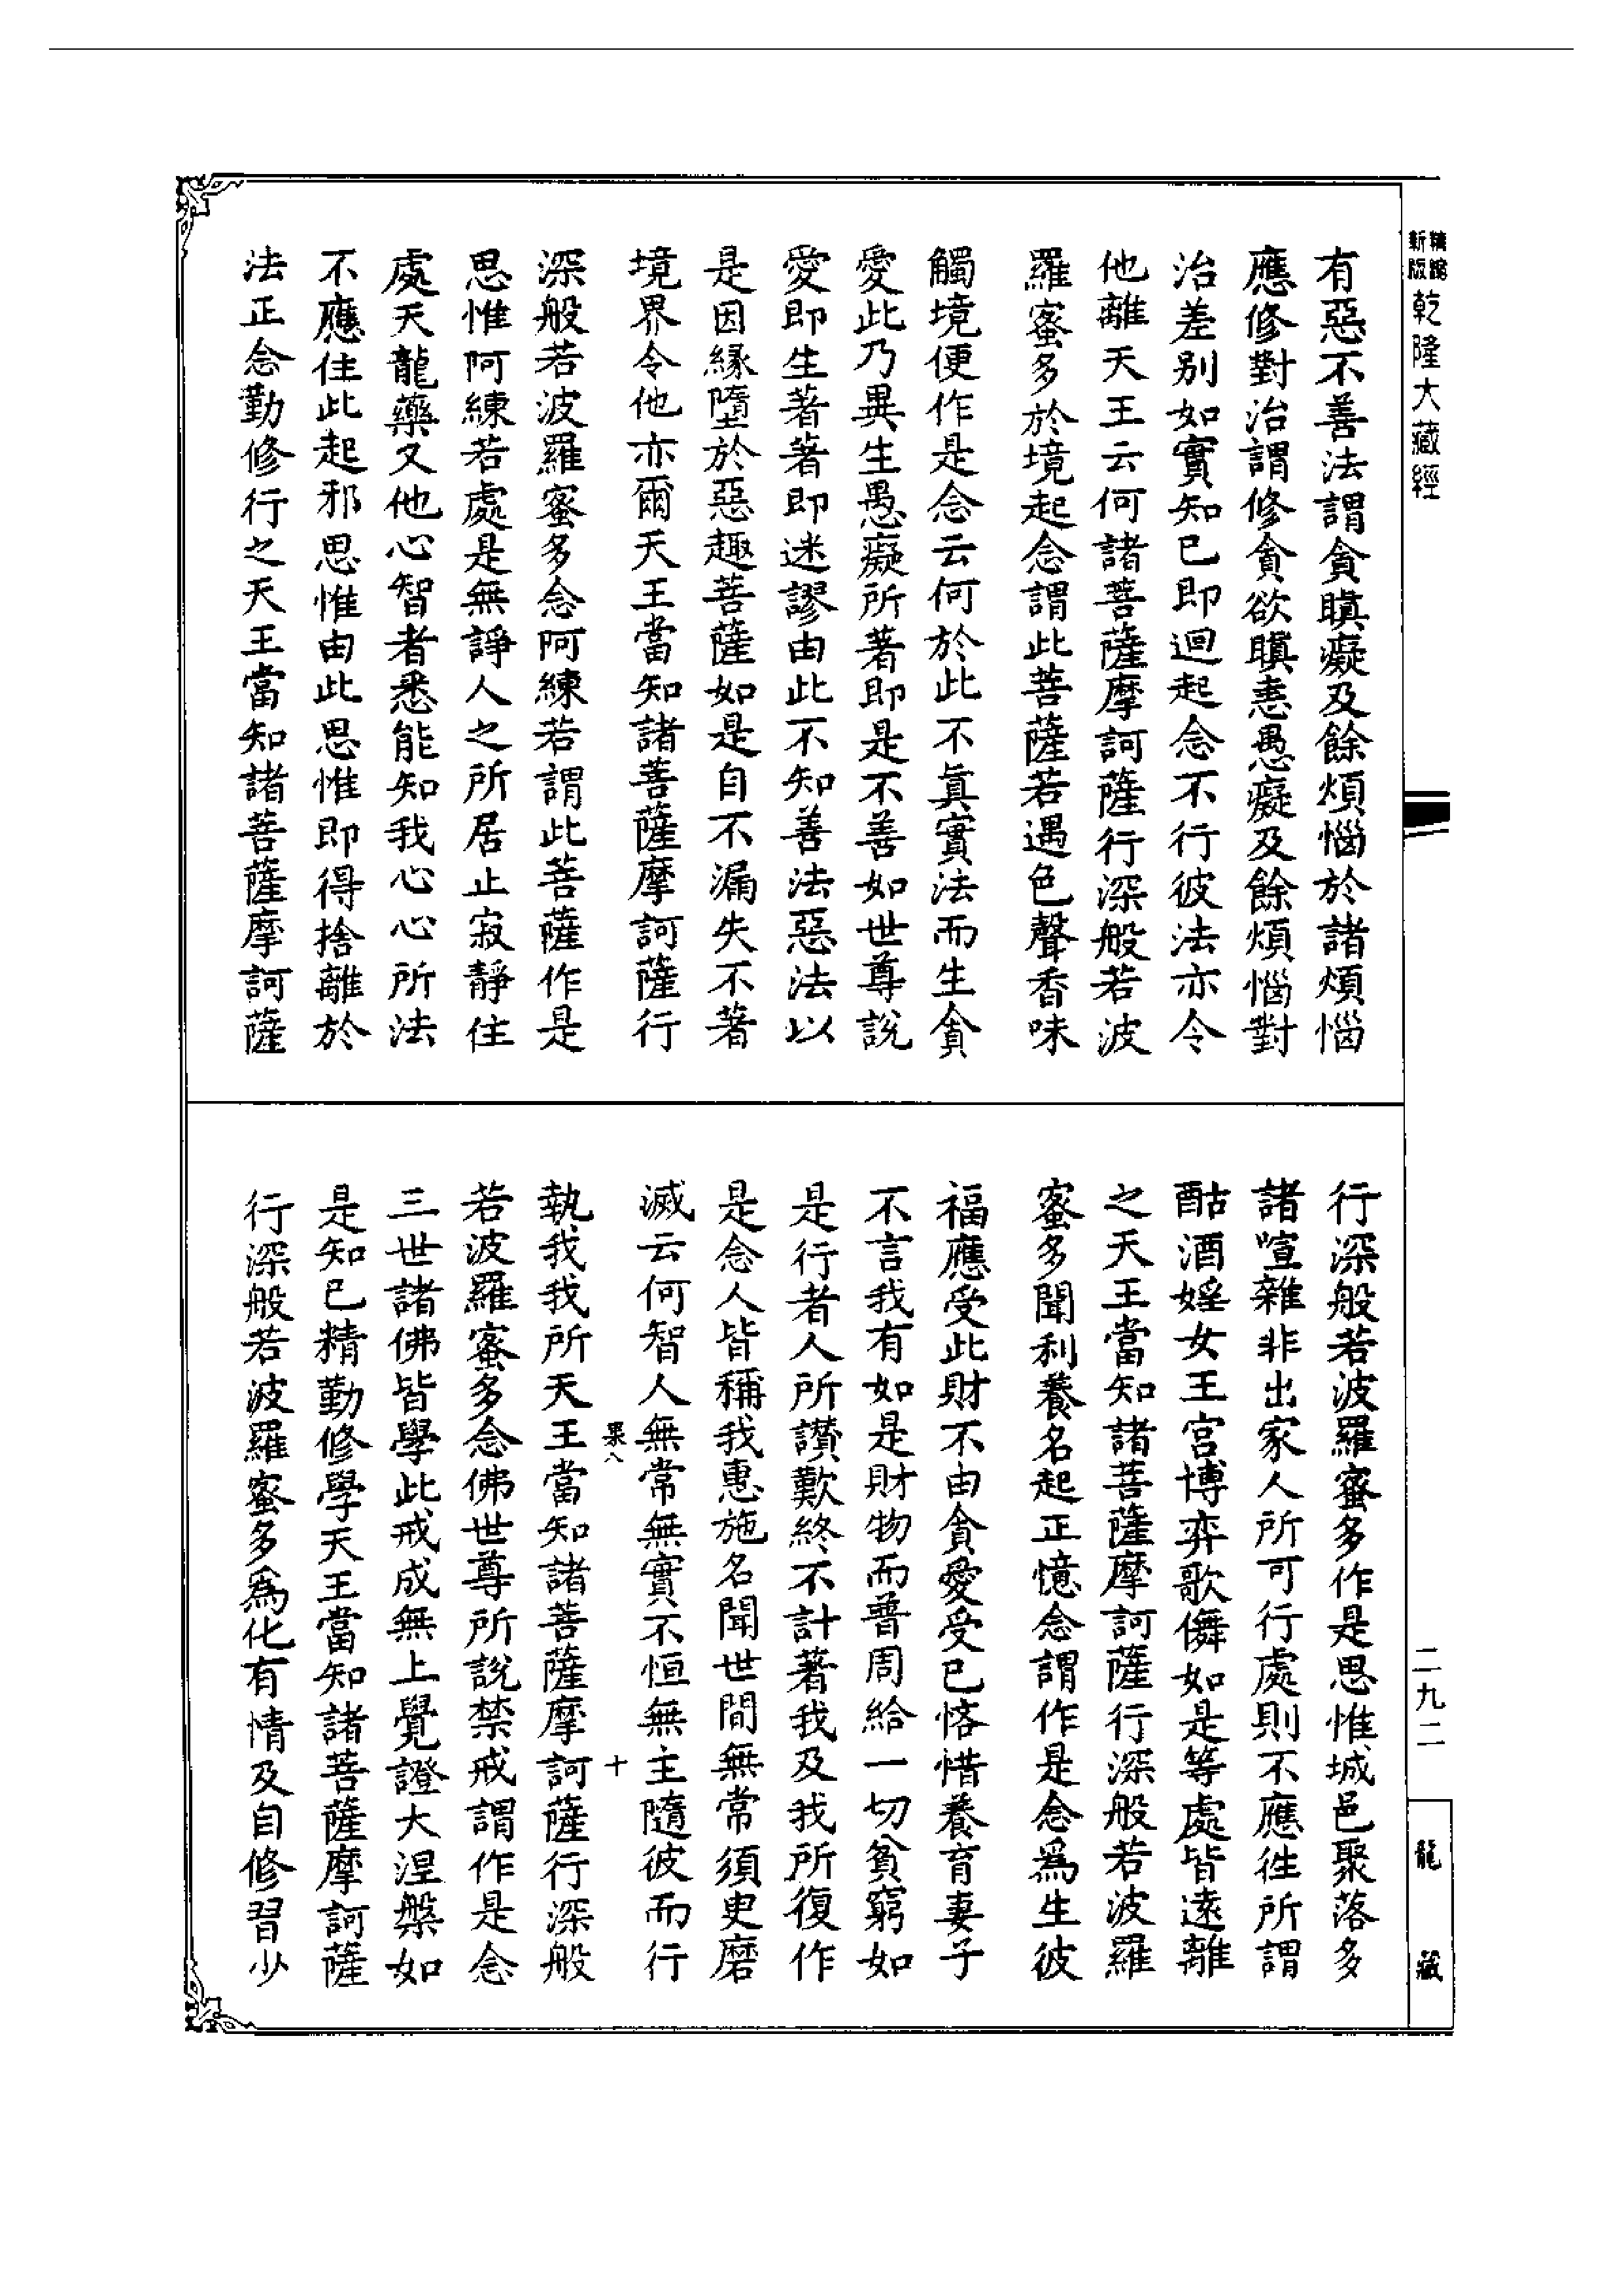 新版
乾隆大藏經
有惡不善法謂貪瞋癡及餘煩惱於諸煩惱
應修對治謂修貪欲瞋恚愚癡及餘煩惱對
治差别如實知已即迴起念不行彼法亦令
他離天王云何諸菩薩摩訶薩行深般若波
羅蜜多於境起念謂此菩薩若遇色聲香味
觸境便作是念云何於此不真實法而生貪
愛此乃異生愚癡所著即是不善如世尊說
愛即生著著即迷謬由此不知善法惡法以
是因緣墮於惡趣菩薩如是自不漏失不著
境界令他亦爾天王當知諸菩薩摩訶薩行
深般若波羅蜜多念阿練若謂此菩薩作是
思惟阿練若處是無諍人之所居止寂靜住
處天龍藥叉他心智者悉能知我心心所法
不應住此起邪思惟由此思惟即得捨離於
法正念勤修行之天王當知諸菩薩摩訶薩
行深般若波羅蜜多作是思惟城邑聚落多
諸喧雜非出家人所可行處則不應往所謂
酤酒婬女王宮博弈歌儛如是等處皆遠離
之天王當知諸菩薩摩訶薩行深般若波羅
蜜多聞利養名起正憶念謂作是念為生彼
福應受此財不由貪愛受已悋惜養育妻子
不言我有如是財物而普周給一切貧窮如
是行者人所讚歎終不計著我及我所復作
是念人皆稱我惠施名聞世間無常須臾磨
滅云何智人無常無實不恒無主隨彼而行
果八 十
執我我所天王當知諸菩薩摩訶薩行深般
若波羅蜜多念佛世尊所說禁戒謂作是念
三世諸佛皆學此戒成無上覺證大涅槃如
是知已精勤修學天王當知諸菩薩摩訶薩
行深般若波羅蜜多為化有情及自修習少
二九二
龍藏